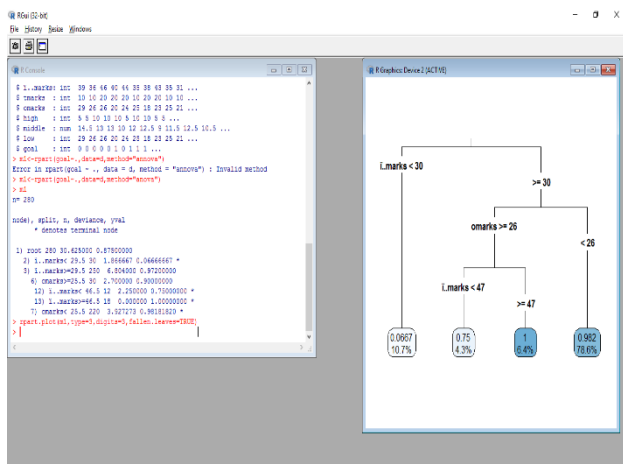 RGui (32-bit)
File History Resize Windows
R Console
$ ï..marks: int 39 36 46 40 44 35 38 43 35 31 ...
$ tmarks : int 10 10 20 20 20 10 20 20 10 10 ...
$ omarks : int 29 26 26 20 24 25 18 23 25 21 ...
$ high : int 5 5 10 10 10 5 10 10 5 5 ...
$ middle : num 14.5 13 13 10 12 12.5 9 11.5 12.5 10.5 ...
$ low : int 29 26 26 20 24 25 18 23 25 21 ...
$ goal : int 0 0 0 0 0 1 0 1 1 1 ...
> m1<-rpart(goal~.,data=d,method="annova")
Error in rpart(goal ~ ., data = d, method = "annova") : Invalid method
> m1<-rpart(goal~.,data=d,method="anova")
> m1
n= 280
node), split, n, deviance, yval
* denotes terminal node
1) root 280 30.625000 0.87500000
2) ï..marks< 29.5 30 1.866667 0.06666667 *
3) ï..marks>=29.5 250 6.804000 0.97200000
6) omarks>=25.5 30 2.700000 0.90000000
12) ï..marks< 46.5 12 2.250000 0.75000000 *
13) ï..marks>=46.5 18 0.000000 1.00000000 *
7) omarks< 25.5 220 3.927273 0.98181820 *
> rpart.plot(m1,type=3,digits=3,fallen.leaves=TRUE)
>
R Graphics: Device 2 (ACTIVE)
ï..marks < 30
>= 30
omarks >= 26
< 26
ï..marks < 47
>= 47
0.0667
10.7%
0.75
4.3%
1
6.4%
0.982
78.6%